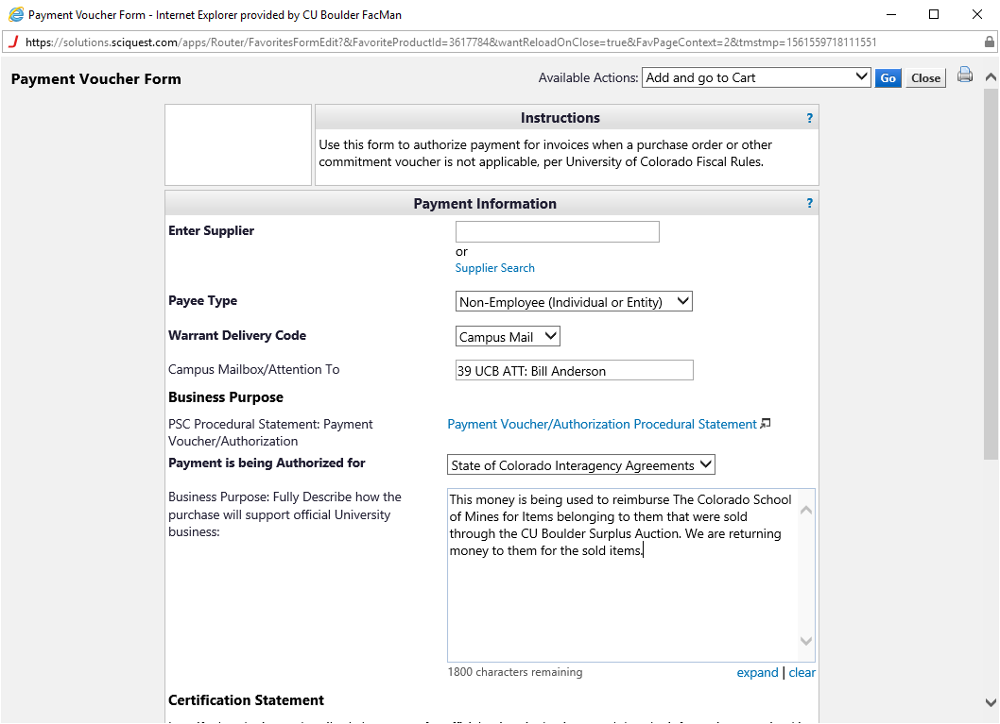 Payment Voucher Form - Internet Explorer provided by CU Boulder FacMan
https://solutions.sciquest.com/apps/Router/FavoritesFormEdit?&FavoriteProductId=3617784&wantReloadOnClose=true&FavPageContext=2&tmstmp=1561559718111551
Payment Voucher Form
Available Actions: Add and go to Cart Go Close
Instructions ?
Use this form to authorize payment for invoices when a purchase order or other
commitment voucher is not applicable, per University of Colorado Fiscal Rules.
Payment Information ?
Enter Supplier
or
Supplier Search
Payee Type Non-Employee (Individual or Entity)
Warrant Delivery Code Campus Mail
Campus Mailbox/Attention To 39 UCB ATT: Bill Anderson
Business Purpose
PSC Procedural Statement: Payment
Voucher/Authorization
Payment Voucher/Authorization Procedural Statement
Payment is being Authorized for State of Colorado Interagency Agreements
Business Purpose: Fully Describe how the
purchase will support official University
business:
This money is being used to reimburse The Colorado School
of Mines for Items belonging to them that were sold
through the CU Boulder Surplus Auction. We are returning
money to them for the sold items.
1800 characters remaining
expand | clear
Certification Statement